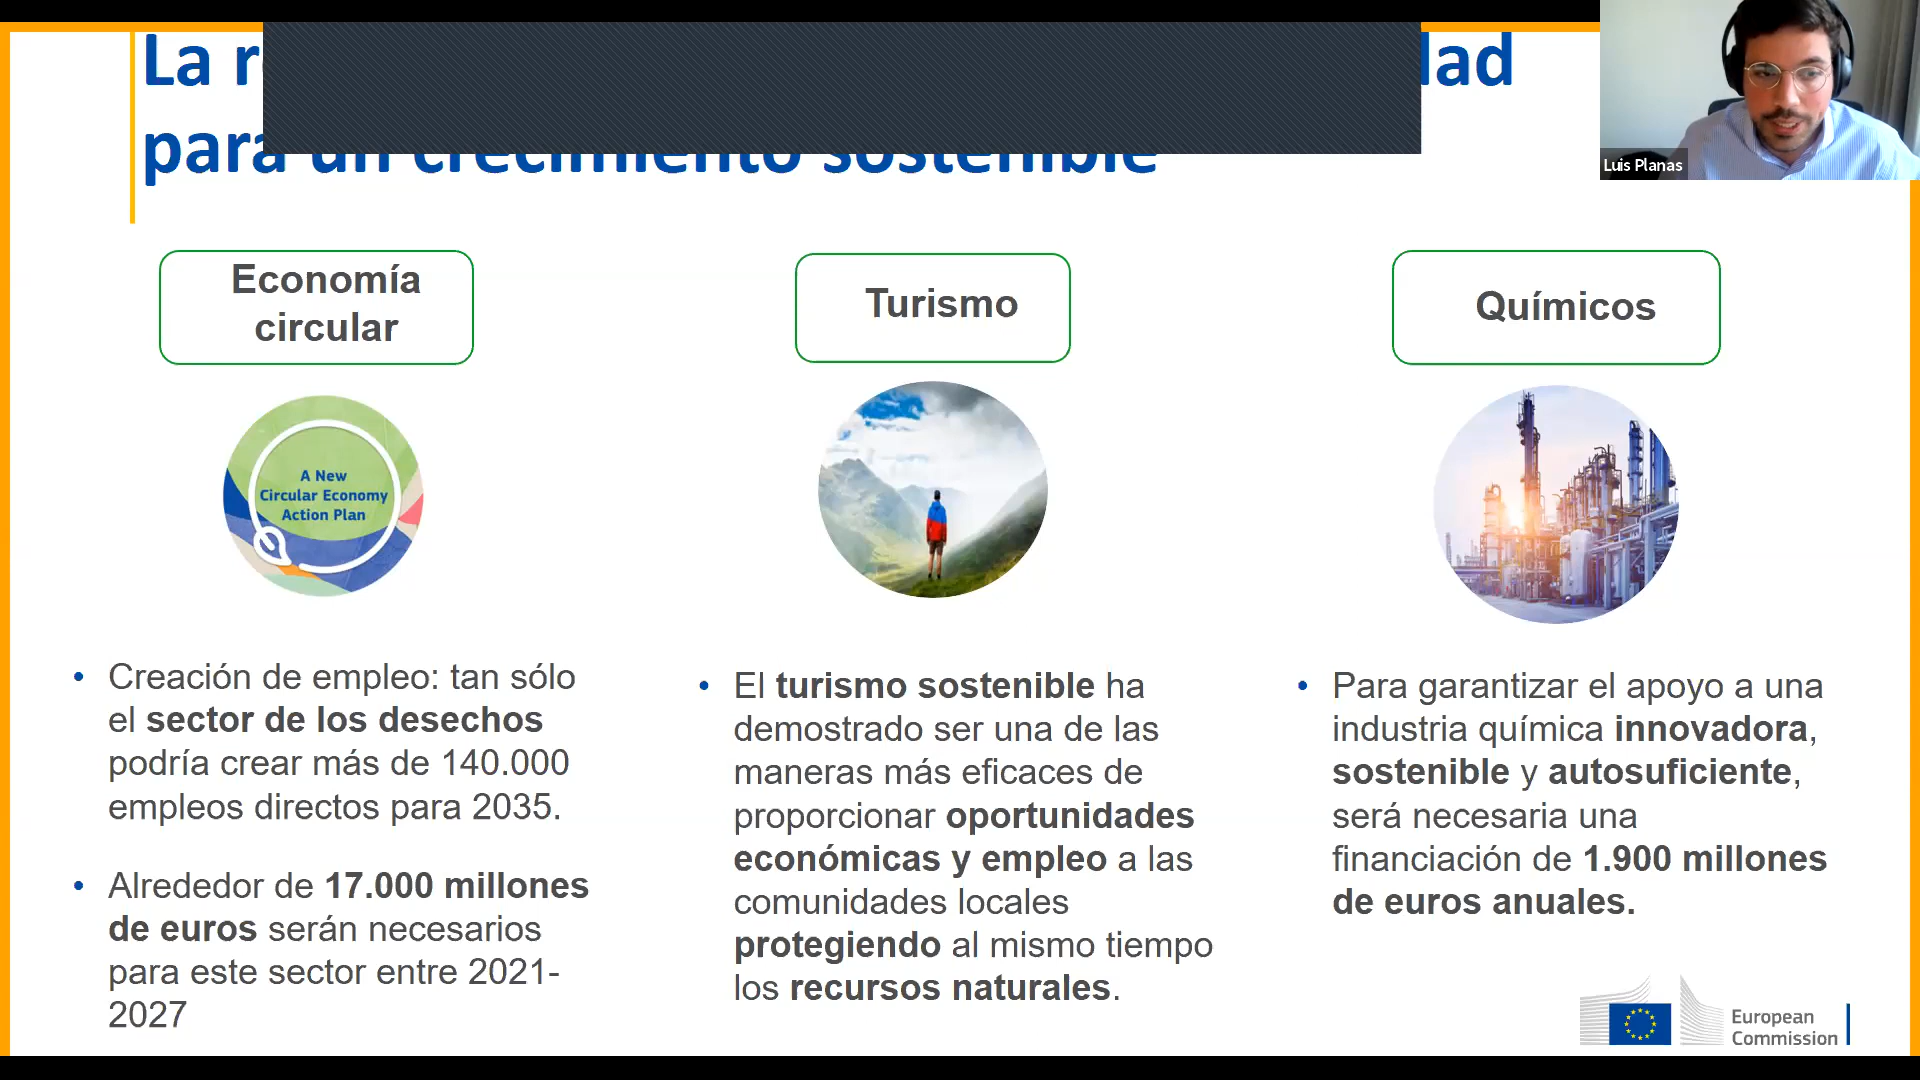 La
dad
para un crecimiento sostenible
Luis Planas
Economía
circular
Turismo
Químicos
A New
Circular Economy
Action Plan
• Creación de empleo: tan sólo
el sector de los desechos
podría crear más de 140.000
empleos directos para 2035.
• Alrededor de 17.000 millones
de euros serán necesarios
para este sector entre 2021-
2027
• El turismo sostenible ha
demostrado ser una de las
maneras más eficaces de
proporcionar oportunidades
económicas y empleo a las
comunidades locales
protegiendo al mismo tiempo
los recursos naturales.
• Para garantizar el apoyo a una
industria química innovadora,
sostenible y autosuficiente,
será necesaria una
financiación de 1.900 millones
de euros anuales.
European
Commission